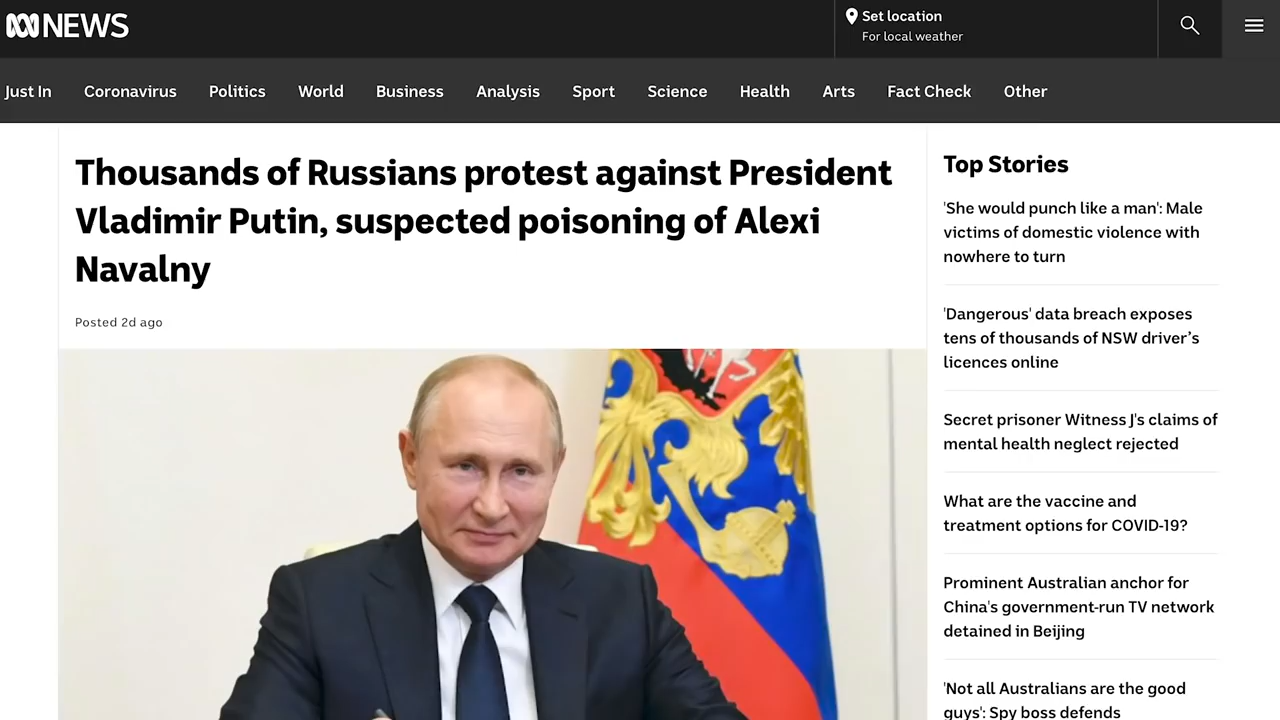 NEWS
Set location
For local weather
Just In Coronavirus Politics World Business Analysis Sport Science Health Arts Fact Check Other
Thousands of Russians protest against President
Vladimir Putin, suspected poisoning of Alexi
Navalny
Posted 2d ago
Top Stories
'She would punch like a man': Male
victims of domestic violence with
nowhere to turn
'Dangerous' data breach exposes
tens of thousands of NSW driver’s
licences online
Secret prisoner Witness J's claims of
mental health neglect rejected
What are the vaccine and
treatment options for COVID-19?
Prominent Australian anchor for
China's government-run TV network
detained in Beijing
'Not all Australians are the good
guys': Spy boss defends